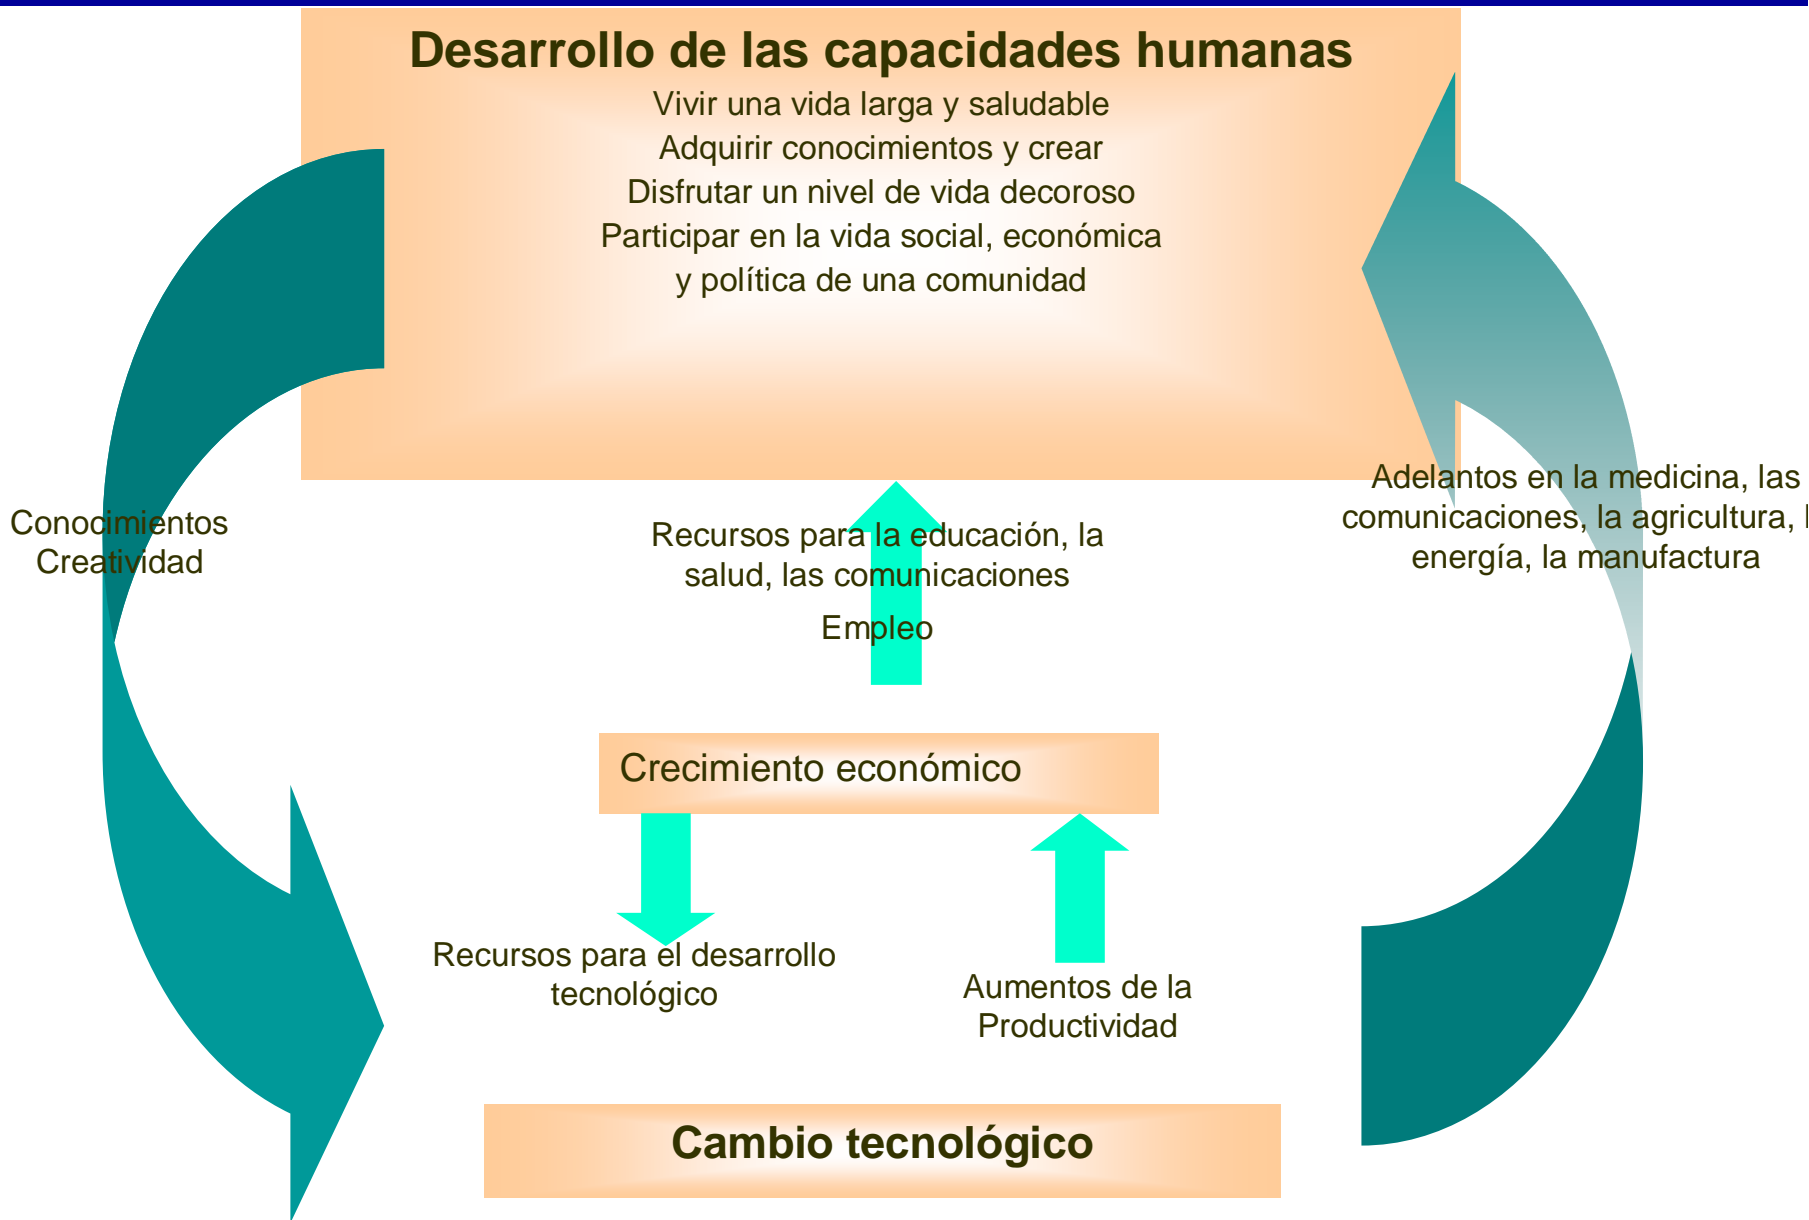 Desarrollo de las capacidades humanas
Vivir una vida larga y saludable
Adquirir conocimientos y crear
Disfrutar un nivel de vida decoroso
Participar en la vida social, económica
y política de una comunidad
Conocimientos
Creatividad
Recursos para la educación, la
salud, las comunicaciones
Empleo
Adelantos en la medicina, las
comunicaciones, la agricultura,
energía, la manufactura
Crecimiento económico
Recursos para el desarrollo
tecnológico
Aumentos de la
Productividad
Cambio tecnológico